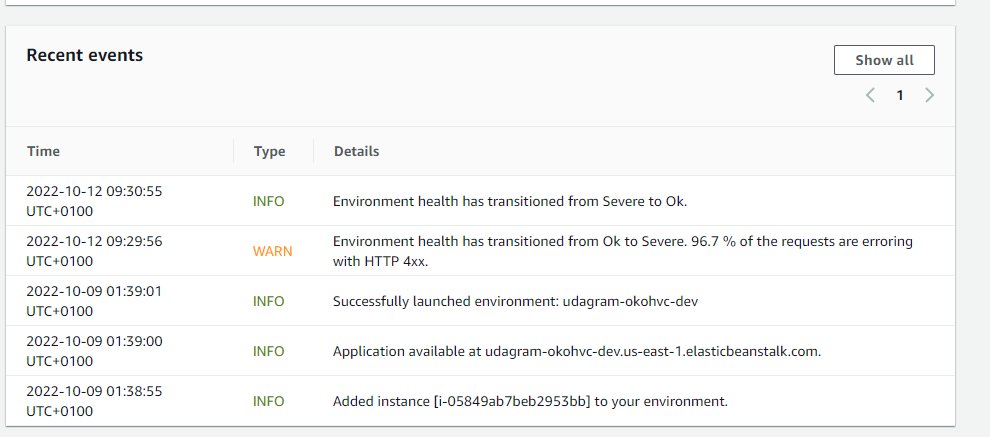 Recent events
Show all
1
Time Type Details
2022-10-12 09:30:55
UTC+0100
INFO
Environment health has transitioned from Severe to Ok.
2022-10-12 09:29:56
UTC+0100
WARN
Environment health has transitioned from Ok to Severe. 96.7 % of the requests are erroring
with HTTP 4xx.
2022-10-09 01:39:01
UTC+0100
INFO
Successfully launched environment: udagram-okohvc-dev
2022-10-09 01:39:00
UTC+0100
INFO
Application available at udagram-okohvc-dev.us-east-1.elasticbeanstalk.com.
2022-10-09 01:38:55
UTC+0100
INFO
Added instance [i-05849ab7beb2953bb] to your environment.